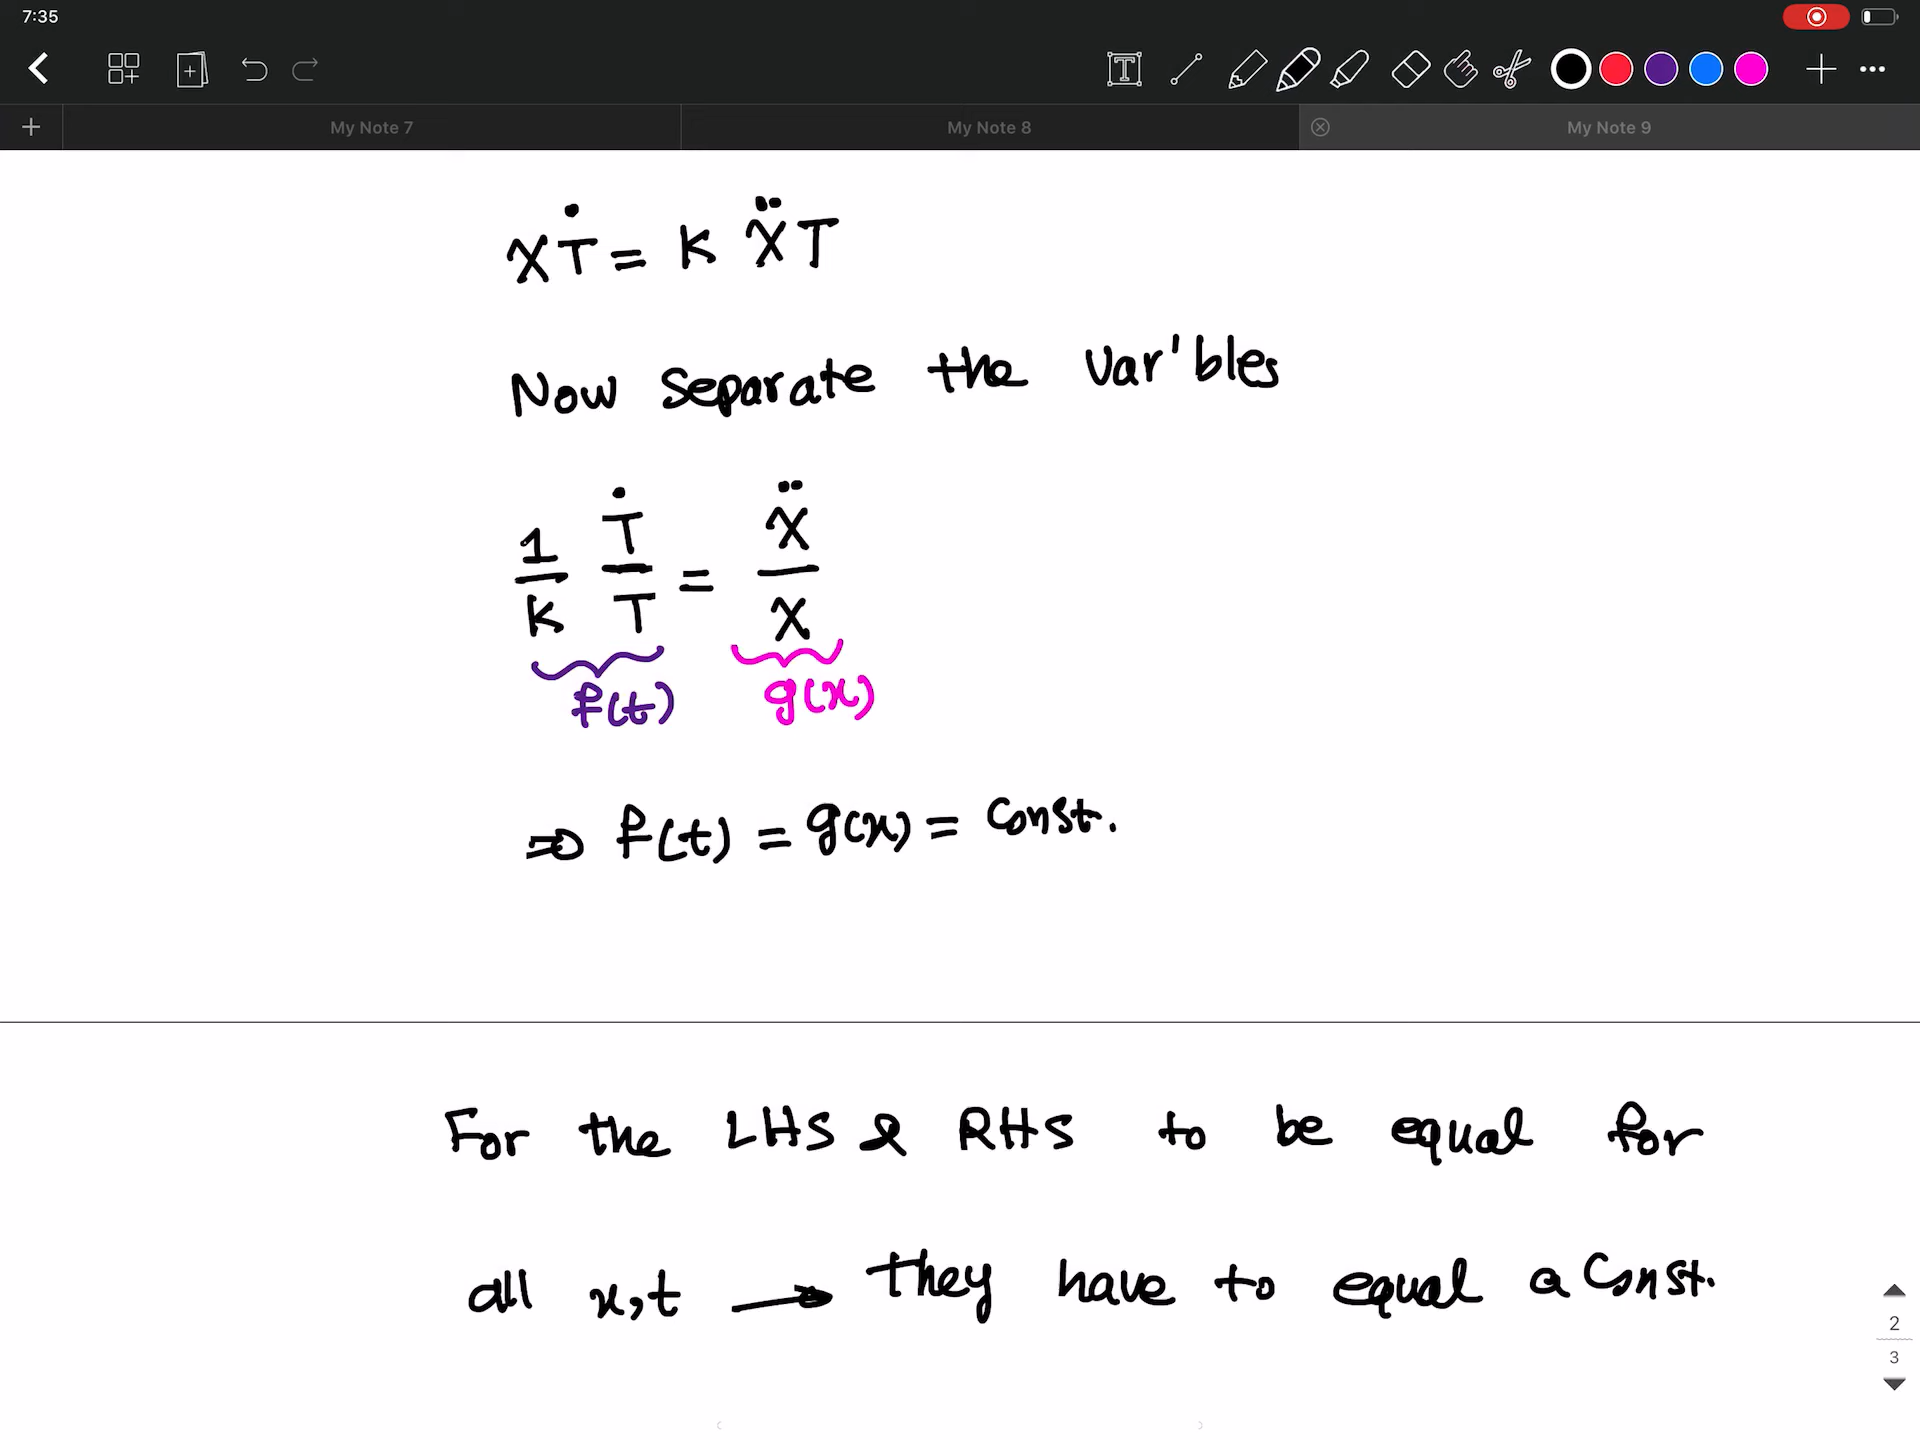 7:35
My Note 7
My Note 8
My Note 9
XṪ = K ẌT
Now separate the var'bles
1/K Ṫ/T = Ẍ/X
f(t) g(x)
⇒ f(t) = g(x) = Const.
For the LHS & RHS to be equal for
all x,t → they have to equal a Const.
2
3